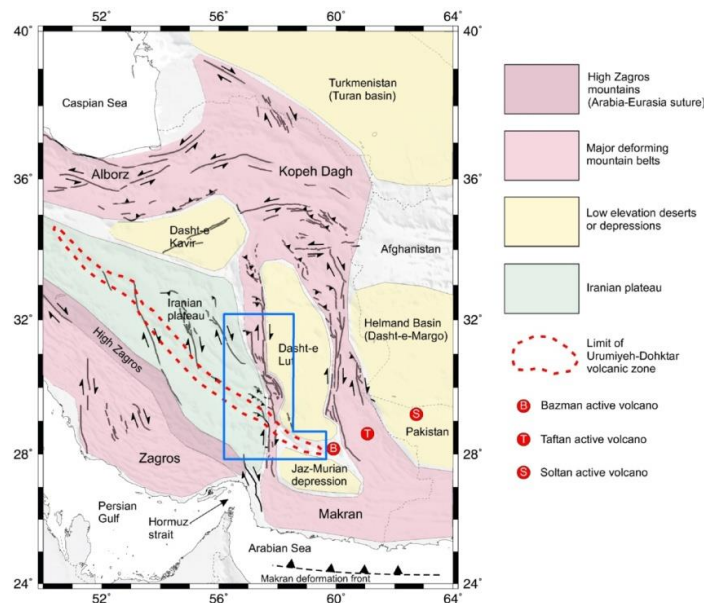 52° 56° 60° 64°
40° 40°
Turkmenistan
(Turan basin)
Caspian Sea
Alborz
Kopeh Dagh
36° 36°
Dasht-e
Kavir
Afghanistan
Iranian
plateau
32° 32°
High Zagros
Dasht-e
Lut
Helmand Basin
(Dasht-e-Margo)
S
Pakistan
T
B
28° 28°
Zagros
Jaz-Murian
depression
Makran
Persian
Gulf
Hormuz
strait
Arabian Sea
Makran deformation front
24° 24°
52° 56° 60° 64°
High Zagros
mountains
(Arabia-Eurasia suture)
Major deforming
mountain belts
Low elevation deserts
or depressions
Iranian plateau
Limit of
Urumiyeh-Dohktar
volcanic zone
B Bazman active volcano
T Taftan active volcano
S Soltan active volcano